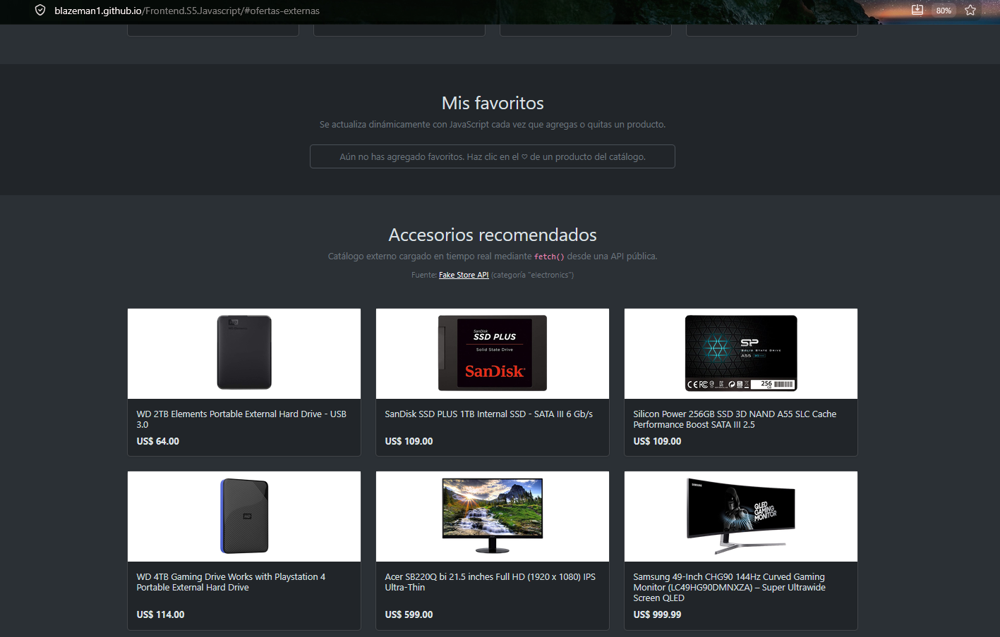 blazeman1.github.io/Frontend.S5.Javascript/#ofertas-externas
80%
Mis favoritos
Se actualiza dinámicamente con JavaScript cada vez que agregas o quitas un producto.
Aún no has agregado favoritos. Haz clic en el ♡ de un producto del catálogo.
Accesorios recomendados
Catálogo externo cargado en tiempo real mediante fetch() desde una API pública.
Fuente: Fake Store API (categoría "electronics")
SanDisk
SSD PLUS
Solid State Drive
SanDisk
SP
SOLID STATE DRIVE
A55
256
GB
WD 2TB Elements Portable External Hard Drive - USB
3.0
US$ 64.00
SanDisk SSD PLUS 1TB Internal SSD - SATA III 6 Gb/s
US$ 109.00
Silicon Power 256GB SSD 3D NAND A55 SLC Cache
Performance Boost SATA III 2.5
US$ 109.00
WD
SAMSUNG
QLED
GAMING
MONITOR
WD 4TB Gaming Drive Works with Playstation 4
Portable External Hard Drive
US$ 114.00
Acer SB220Q bi 21.5 inches Full HD (1920 x 1080) IPS
Ultra-Thin
US$ 599.00
Samsung 49-Inch CHG90 144Hz Curved Gaming
Monitor (LC49HG90DMNXZA) – Super Ultrawide
Screen QLED
US$ 999.99